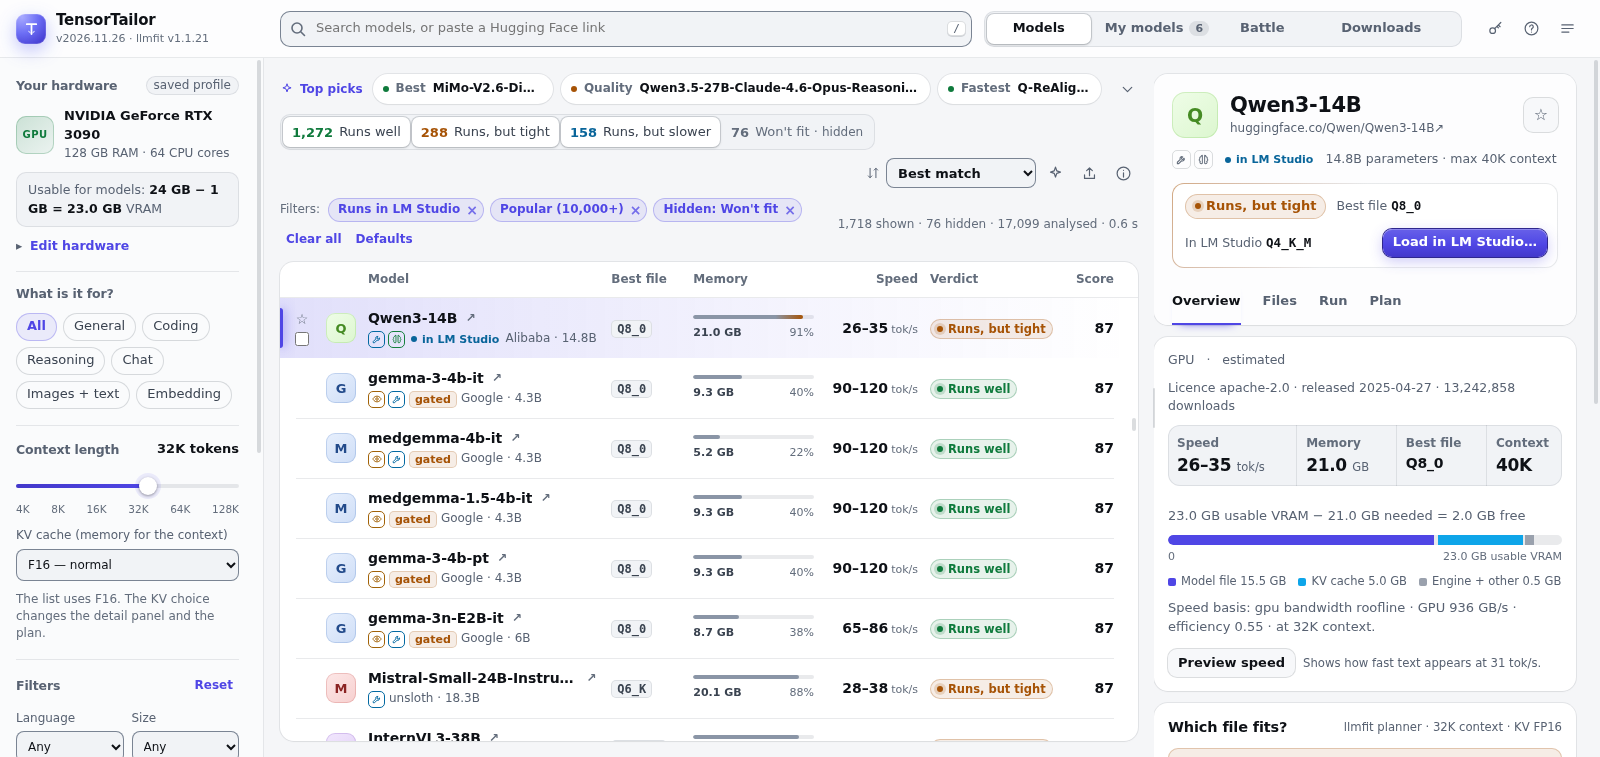 TensorTailor
v2026.11.26 · llmfit v1.1.21
Search models, or paste a Hugging Face link
/
Models
My models 6
Battle
Downloads
Your hardware
saved profile
GPU
NVIDIA GeForce RTX
3090
128 GB RAM · 64 CPU cores
Usable for models: 24 GB − 1
GB = 23.0 GB VRAM
▸ Edit hardware
What is it for?
All
General
Coding
Reasoning
Chat
Images + text
Embedding
Context length
32K tokens
4K 8K 16K 32K 64K 128K
KV cache (memory for the context)
F16 — normal
The list uses F16. The KV choice
changes the detail panel and the
plan.
Filters
Reset
Language
Size
Any
Any
Top picks
Best MiMo-V2.6-Di…
Quality Qwen3.5-27B-Claude-4.6-Opus-Reasoni…
Fastest Q-ReAlig…
1,272 Runs well
288 Runs, but tight
158 Runs, but slower
76 Won't fit · hidden
Best match
Filters:
Runs in LM Studio ×
Popular (10,000+) ×
Hidden: Won't fit ×
Clear all
Defaults
1,718 shown · 76 hidden · 17,099 analysed · 0.6 s
Model Best file Memory Speed Verdict Score
Q
Qwen3-14B ↗
in LM Studio Alibaba · 14.8B
Q8_0
21.0 GB 91%
26–35 tok/s
Runs, but tight
87
G
gemma-3-4b-it ↗
gated Google · 4.3B
Q8_0
9.3 GB 40%
90–120 tok/s
Runs well
87
M
medgemma-4b-it ↗
gated Google · 4.3B
Q8_0
5.2 GB 22%
90–120 tok/s
Runs well
87
M
medgemma-1.5-4b-it ↗
gated Google · 4.3B
Q8_0
9.3 GB 40%
90–120 tok/s
Runs well
87
G
gemma-3-4b-pt ↗
gated Google · 4.3B
Q8_0
9.3 GB 40%
90–120 tok/s
Runs well
87
G
gemma-3n-E2B-it ↗
gated Google · 6B
Q8_0
8.7 GB 38%
65–86 tok/s
Runs well
87
M
Mistral-Small-24B-Instru… ↗
unsloth · 18.3B
Q6_K
20.1 GB 88%
28–38 tok/s
Runs, but tight
87
InternVL3-38B ↗
Q
Qwen3-14B
huggingface.co/Qwen/Qwen3-14B↗
in LM Studio 14.8B parameters · max 40K context
Runs, but tight
Best file Q8_0
In LM Studio Q4_K_M
Load in LM Studio…
Overview
Files
Run
Plan
GPU · estimated
Licence apache-2.0 · released 2025-04-27 · 13,242,858
downloads
Speed Memory Best file Context
26–35 tok/s 21.0 GB Q8_0 40K
23.0 GB usable VRAM − 21.0 GB needed = 2.0 GB free
0
23.0 GB usable VRAM
Model file 15.5 GB KV cache 5.0 GB Engine + other 0.5 GB
Speed basis: gpu bandwidth roofline · GPU 936 GB/s ·
efficiency 0.55 · at 32K context.
Preview speed
Shows how fast text appears at 31 tok/s.
Which file fits?
llmfit planner · 32K context · KV FP16